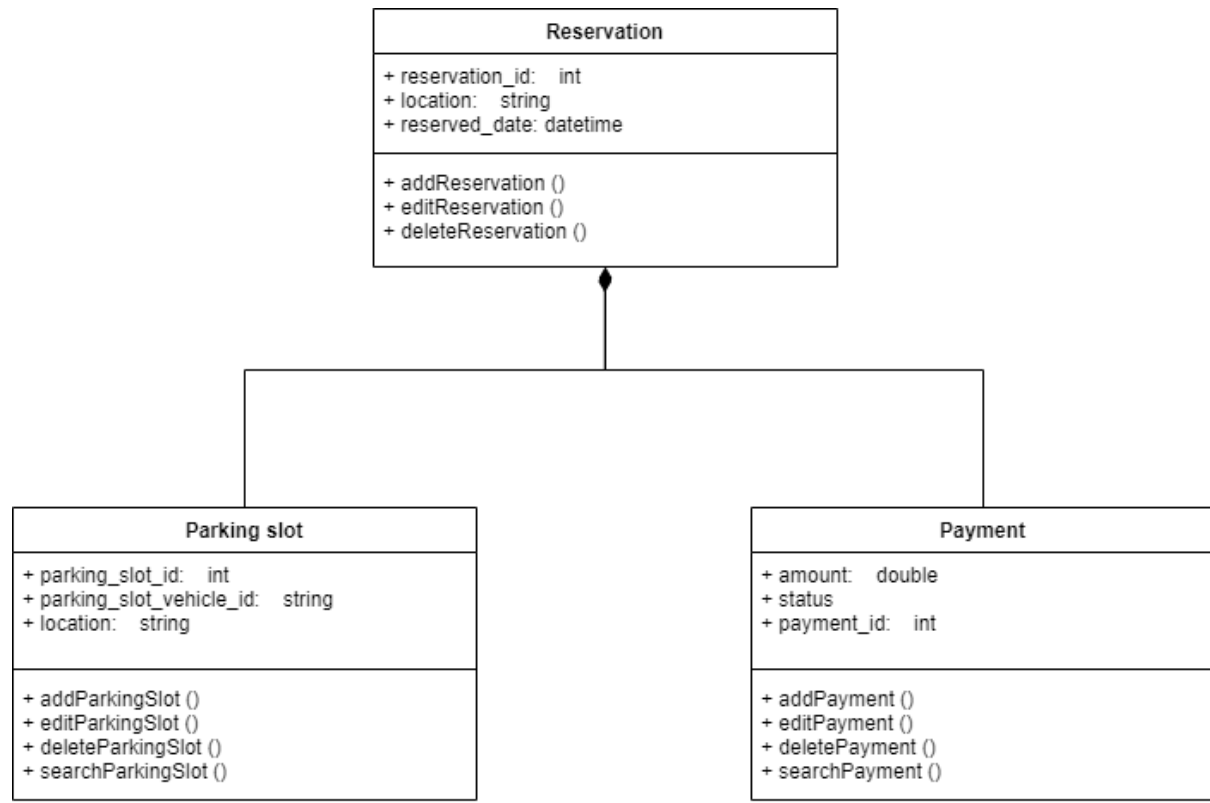 Reservation
+ reservation_id: int
+ location: string
+ reserved_date: datetime
+ addReservation ()
+ editReservation ()
+ deleteReservation ()
Parking slot
+ parking_slot_id: int
+ parking_slot_vehicle_id: string
+ location: string
+ addParkingSlot ()
+ editParkingSlot ()
+ deleteParkingSlot ()
+ searchParkingSlot ()
Payment
+ amount: double
+ status
+ payment_id: int
+ addPayment ()
+ editPayment ()
+ deletePayment ()
+ searchPayment ()